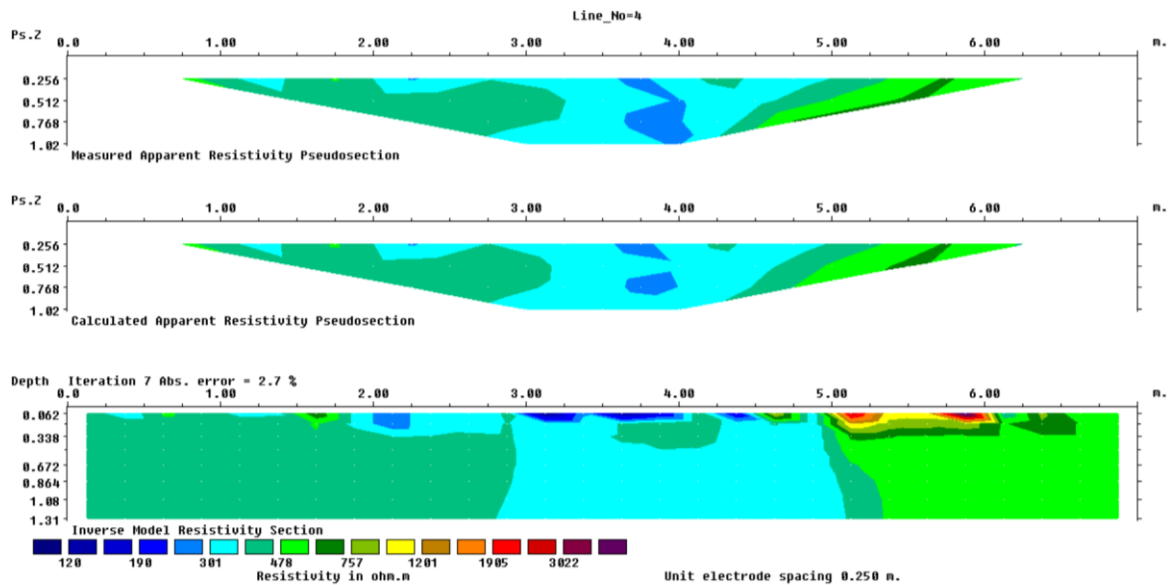 Line_No=4
Ps.Z 0.0 1.00 2.00 3.00 4.00 5.00 6.00 m.
0.256
0.512
0.768
1.02
Measured Apparent Resistivity Pseudosection
Ps.Z 0.0 1.00 2.00 3.00 4.00 5.00 6.00 m.
0.256
0.512
0.768
1.02
Calculated Apparent Resistivity Pseudosection
Depth Iteration 7 Abs. error = 2.7 %
0.0 1.00 2.00 3.00 4.00 5.00 6.00 m.
0.062
0.338
0.672
0.864
1.08
1.31
Inverse Model Resistivity Section
120 190 301 478 757 1201 1905 3022
Resistivity in ohm.m Unit electrode spacing 0.250 m.